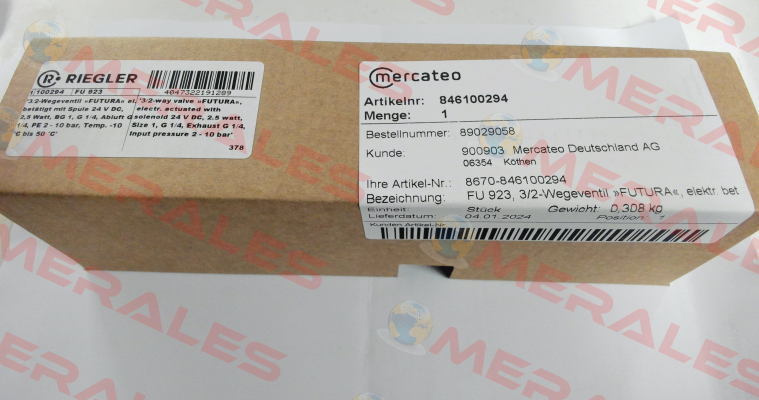 RIEGLER
4047322191289
100294 FU 923
'3/2-Wegeventil »FUTURA« el,
betätigt mit Spule 24 V DC,
2,5 Watt, BG 1, G 1/4, Abluft G
1/4, PE 2 - 10 bar, Temp. -10
°C bis 50 °C'
'3/2-way valve »FUTURA«,
electr. actuated with
solenoid 24 V DC, 2.5 watt,
Size 1, G 1/4, Exhaust G 1/4,
Input pressure 2 - 10 bar'
378
mercateo
Artikelnr: 846100294
Menge: 1
Bestellnummer: 89029058
Kunde: 900903 Mercateo Deutschland AG
06354 Köthen
Ihre Artikel-Nr.: 8670-846100294
Bezeichnung: FU 923, 3/2-Wegeventil »FUTURA«, elektr. bet
Einheit: Stück Gewicht: 0,308 kg
Lieferdatum: 04.01.2024 Position: 1
Kunden Artikel-Nr
MERALES
MERALES
MERALES
MERALES
MERALES